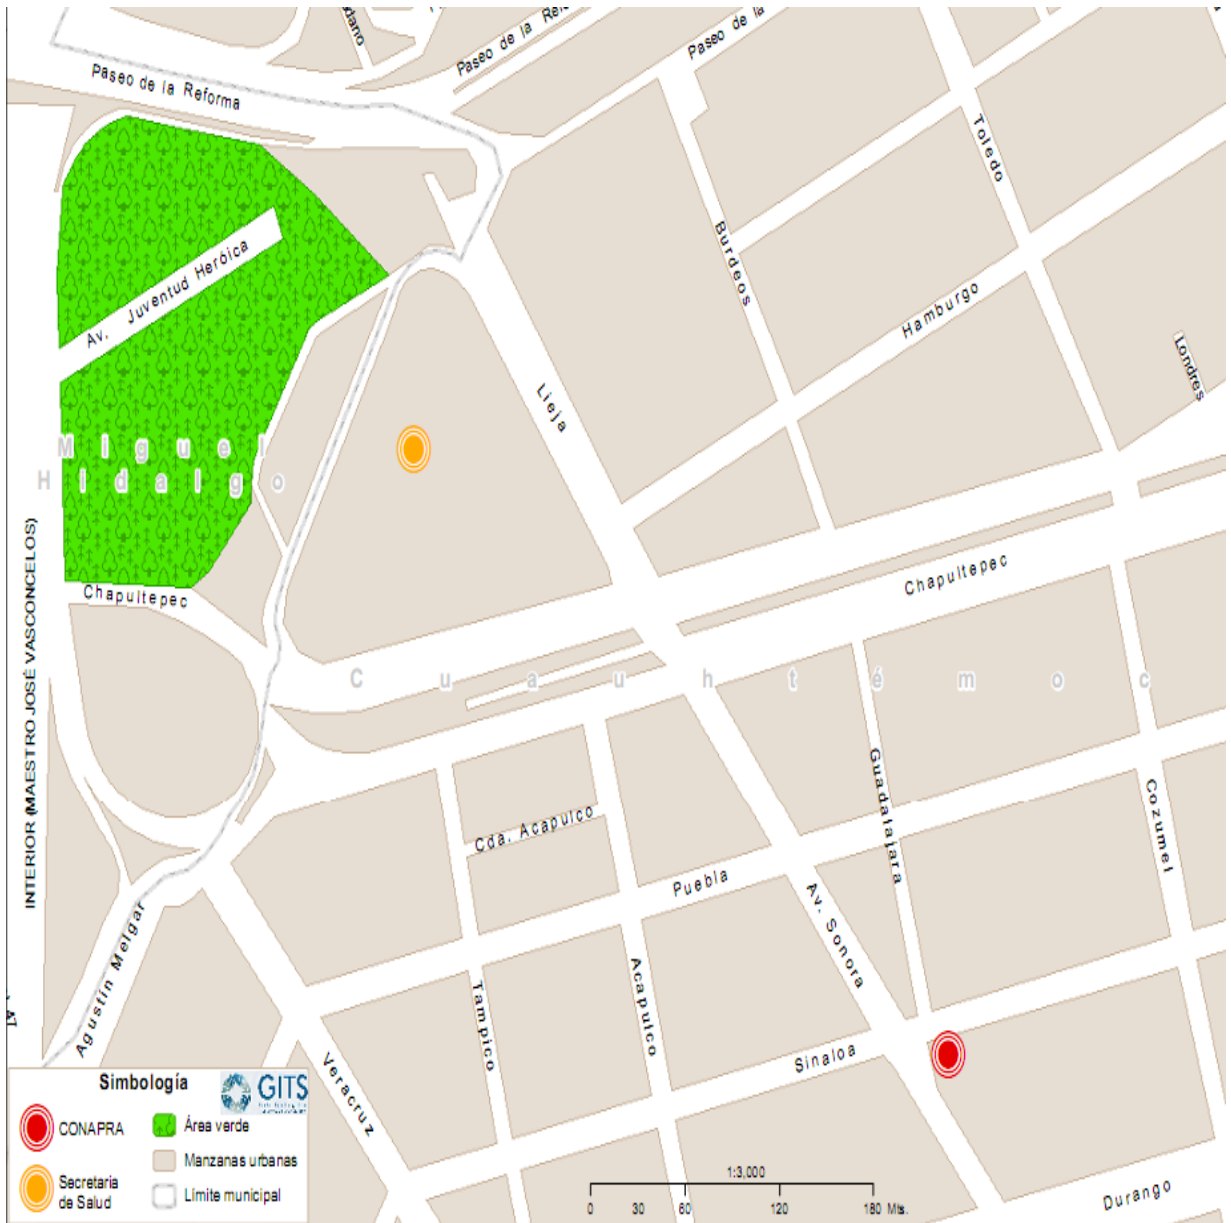 Paseo de la Reforma
Paseo de la
Paseo de la
Toledo
Burdeos
Av. Juventud Heróica
Hamburgo
Londres
Lieja
Miguel
Hidalgo
INTERIOR (MAESTRO JOSÉ VASCONCELOS)
Chapultepec
Chapultepec
Cuauhtémoc
Guadalajara
Cozumel
Cda. Acapulco
Puebla
Av. Sonora
Agustín Melgar
Tampico
Acapulco
Sinaloa
Veracruz
Durango
Simbología
GITS
CONAPRA
Área verde
Manzanas urbanas
Secretaria
de Salud
Límite municipal
1:3,000
0 30 60 120 180 Mts.